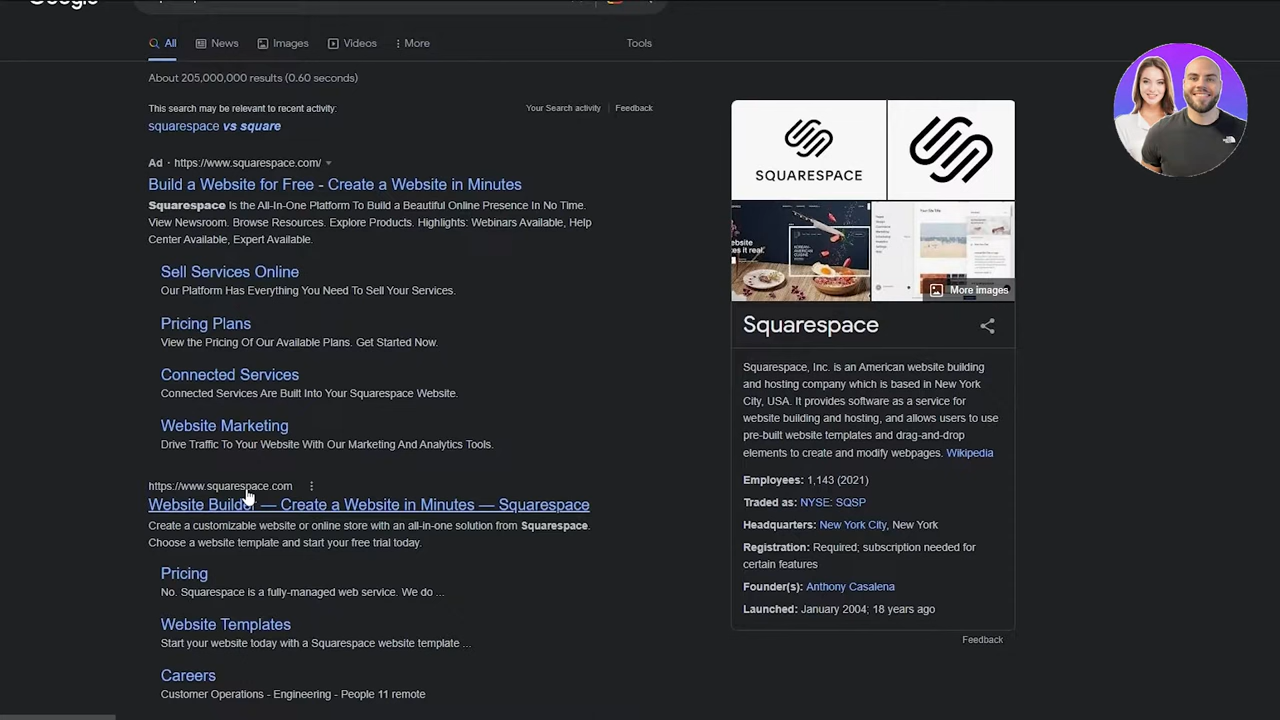 Google
All
News
Images
Videos
More
Tools
About 205,000,000 results (0.60 seconds)
This search may be relevant to recent activity:
Your Search activity
Feedback
squarespace vs square
Ad · https://www.squarespace.com/
Build a Website for Free - Create a Website in Minutes
Squarespace Is the All-In-One Platform To Build a Beautiful Online Presence In No Time.
View Newsroom. Browse Resources. Explore Products. Highlights: Webinars Available, Help
Center Available, Expert Available.
Sell Services Online
Our Platform Has Everything You Need To Sell Your Services.
Pricing Plans
View the Pricing Of Our Available Plans. Get Started Now.
Connected Services
Connected Services Are Built Into Your Squarespace Website.
Website Marketing
Drive Traffic To Your Website With Our Marketing And Analytics Tools.
https://www.squarespace.com
Website Builder — Create a Website in Minutes — Squarespace
Create a customizable website or online store with an all-in-one solution from Squarespace.
Choose a website template and start your free trial today.
Pricing
No. Squarespace is a fully-managed web service. We do ...
Website Templates
Start your website today with a Squarespace website template ...
Careers
Customer Operations - Engineering - People 11 remote
SQUARESPACE
More images
Squarespace
Squarespace, Inc. is an American website building
and hosting company which is based in New York
City, USA. It provides software as a service for
website building and hosting, and allows users to use
pre-built website templates and drag-and-drop
elements to create and modify webpages. Wikipedia
Employees: 1,143 (2021)
Traded as: NYSE: SQSP
Headquarters: New York City, New York
Registration: Required; subscription needed for
certain features
Founder(s): Anthony Casalena
Launched: January 2004; 18 years ago
Feedback